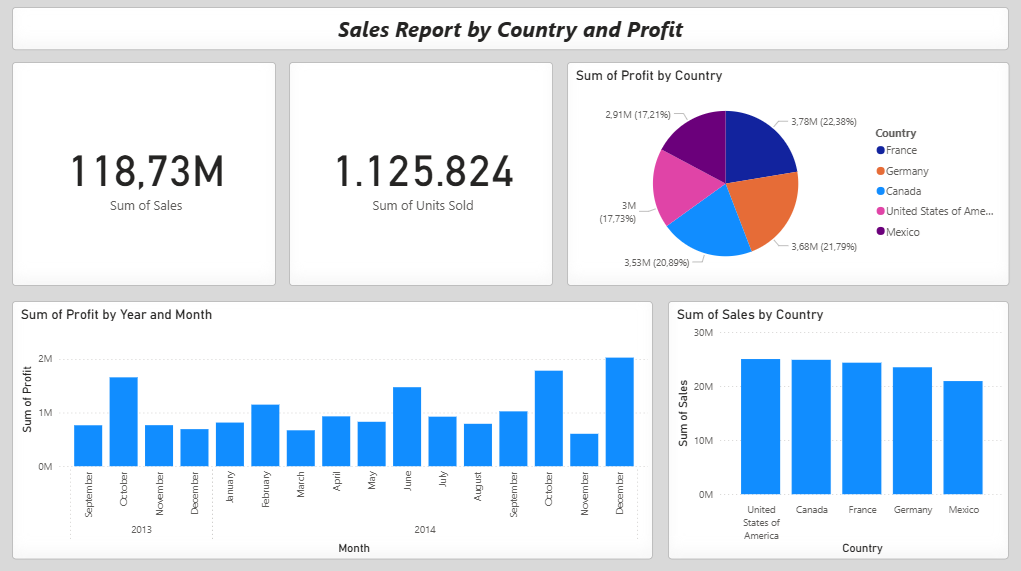 Sales Report by Country and Profit
118,73M
Sum of Sales
1.125.824
Sum of Units Sold
Sum of Profit by Country
2,91M (17,21%)
3,78M (22,38%)
3M
(17,73%)
3,53M (20,89%)
3,68M (21,79%)
Country
France
Germany
Canada
United States of Ame...
Mexico
Sum of Profit by Year and Month
Sum of Profit
2M
1M
0M
September
October
November
December
January
February
March
April
May
June
July
August
September
October
November
December
2013
2014
Month
Sum of Sales by Country
Sum of Sales
30M
20M
10M
0M
United
States of
America
Canada
France
Germany
Mexico
Country